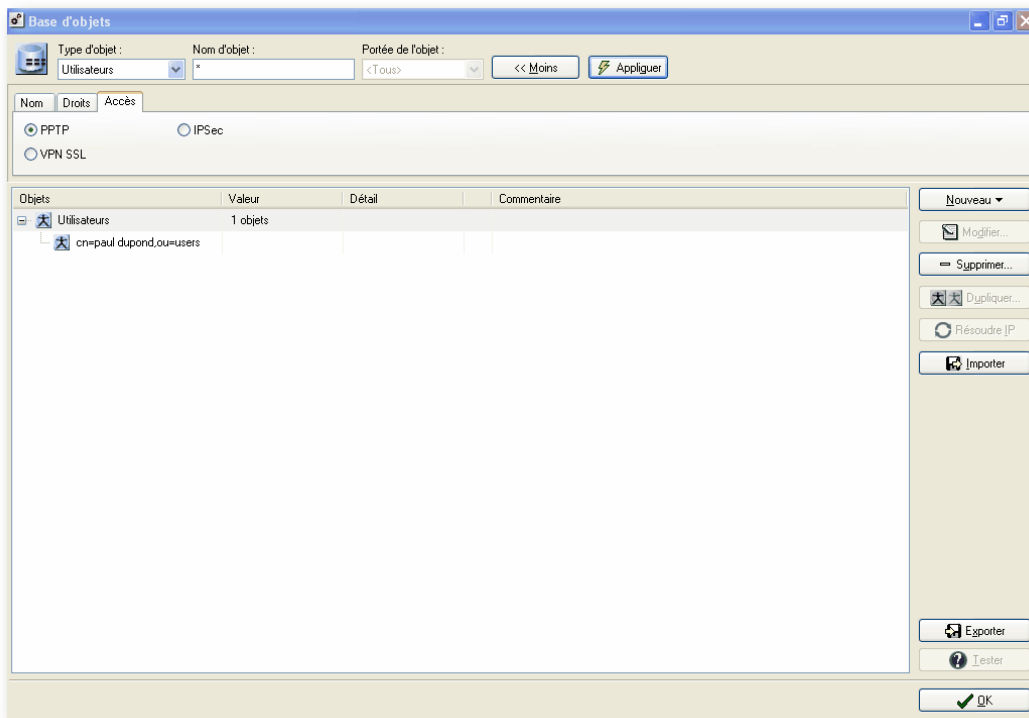 Base d'objets
Type d'objet :
Nom d'objet :
Portée de l'objet :
Utilisateurs
*
<Tous>
<< Moins
Appliquer
Nom
Droits
Accès
PPTP
IPSec
VPN SSL
Objets
Valeur
Détail
Commentaire
Utilisateurs
1 objets
cn=paul dupond,ou=users
Nouveau
Modifier...
Supprimer...
Dupliquer...
Résoudre IP
Importer
Exporter
Tester
OK